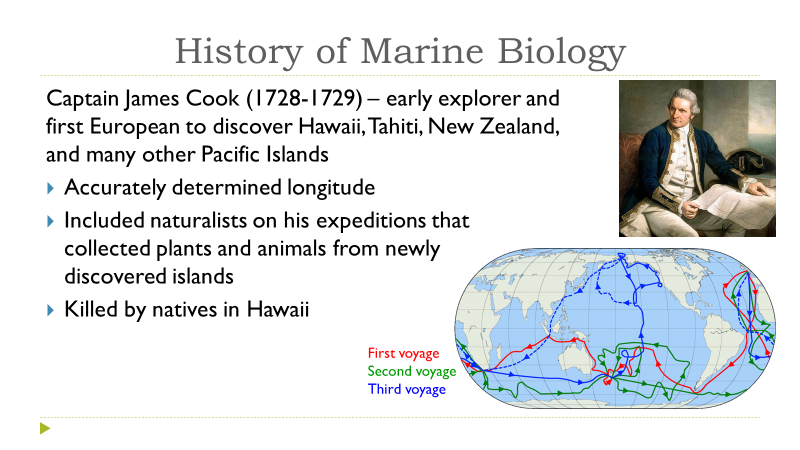 History of Marine Biology
Captain James Cook (1728-1729) – early explorer and
first European to discover Hawaii, Tahiti, New Zealand,
and many other Pacific Islands
Accurately determined longitude
Included naturalists on his expeditions that
collected plants and animals from newly
discovered islands
Killed by natives in Hawaii
First voyage
Second voyage
Third voyage